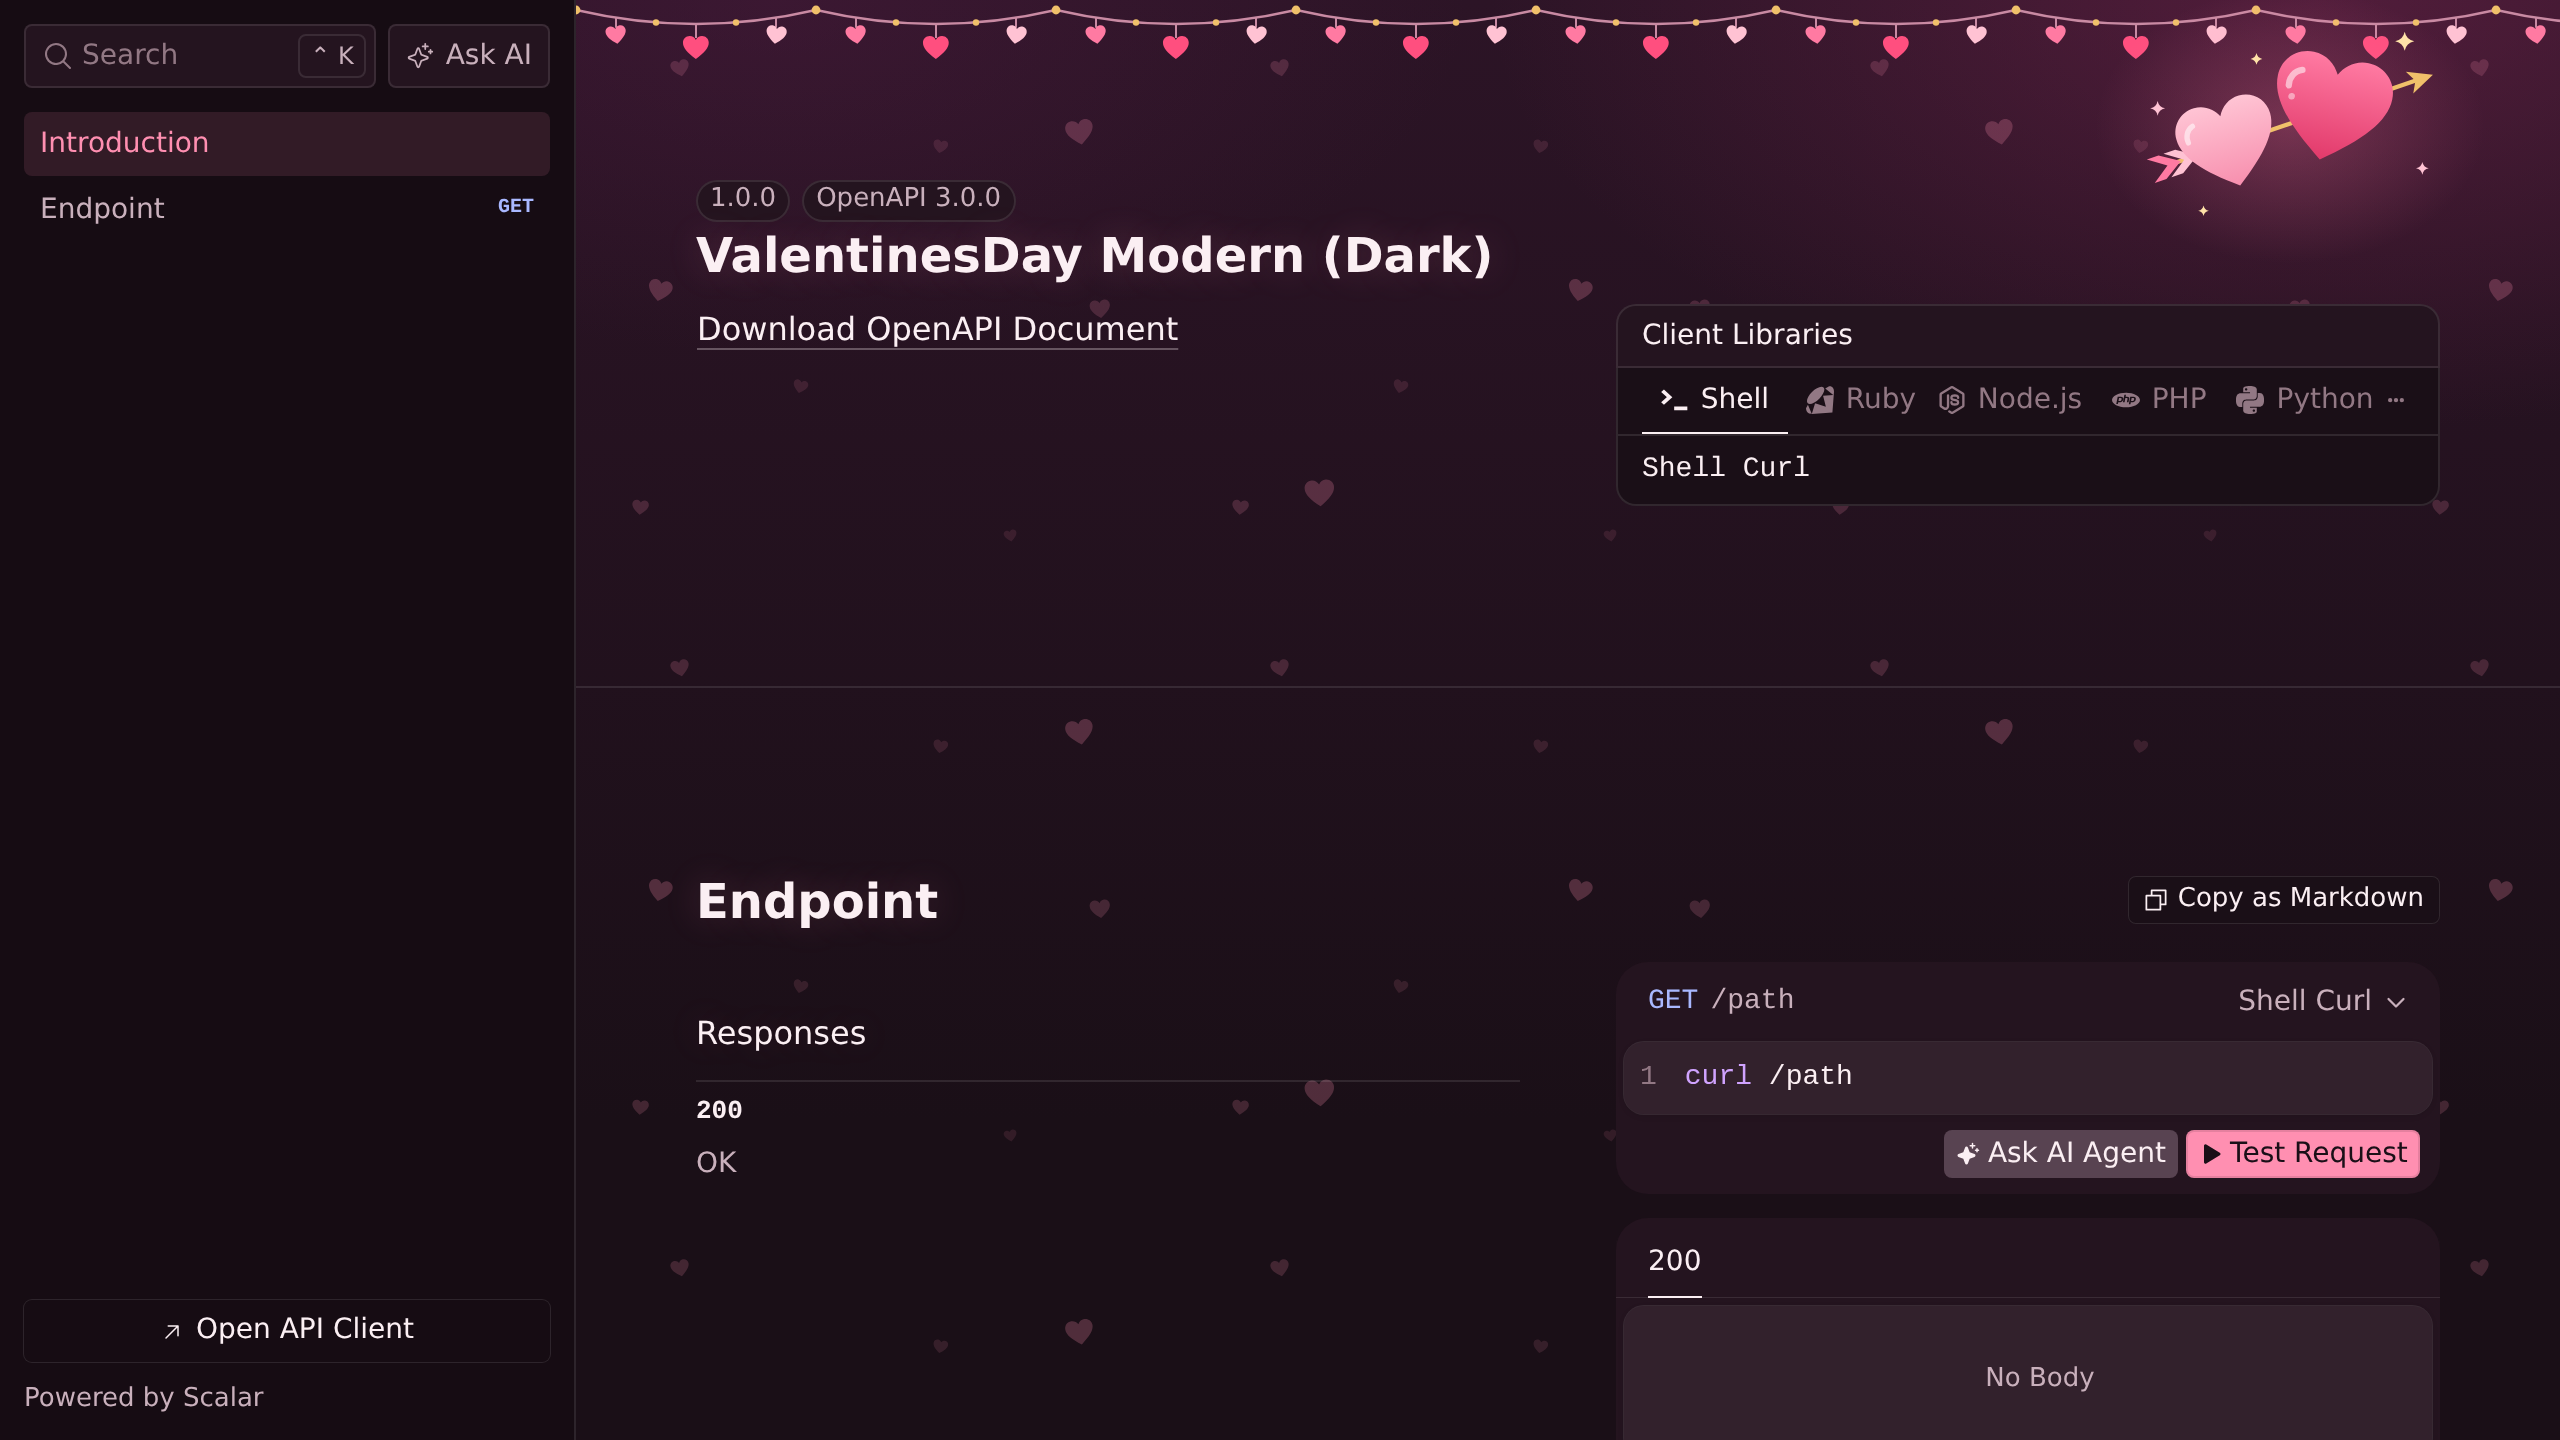 Search
⌃ K
Ask AI
Introduction
Endpoint GET
Open API Client
Powered by Scalar
1.0.0 OpenAPI 3.0.0
ValentinesDay Modern (Dark)
Download OpenAPI Document
Client Libraries
Shell Ruby Node.js php PHP Python
Shell Curl
Endpoint
Copy as Markdown
Responses
200
OK
GET /path Shell Curl
1 curl /path
Ask AI Agent Test Request
200
No Body